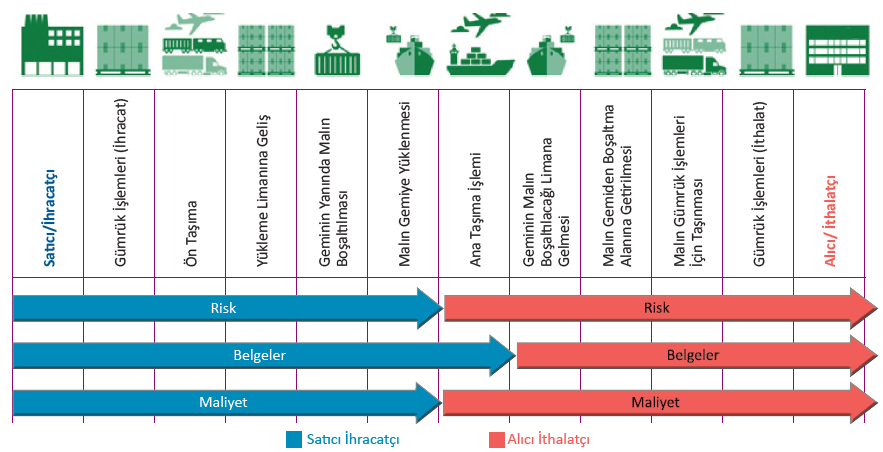 Satıcı/İhracatçı
Gümrük İşlemleri (İhracat)
Ön Taşıma
Yükleme Limanına Geliş
Geminin Yanında Malın
Boşaltılması
Malın Gemiye Yüklenmesi
Ana Taşıma İşlemi
Geminin Malın
Boşaltılacağı Limana
Gelmesi
Malın Gemiden Boşaltma
Alanına Getirilmesi
Malın Gümrük İşlemleri
İçin Taşınması
Gümrük İşlemleri (İthalat)
Alıcı/ İthalatçı
Risk
Risk
Belgeler
Belgeler
Maliyet
Maliyet
Satıcı İhracatçı
Alıcı İthalatçı